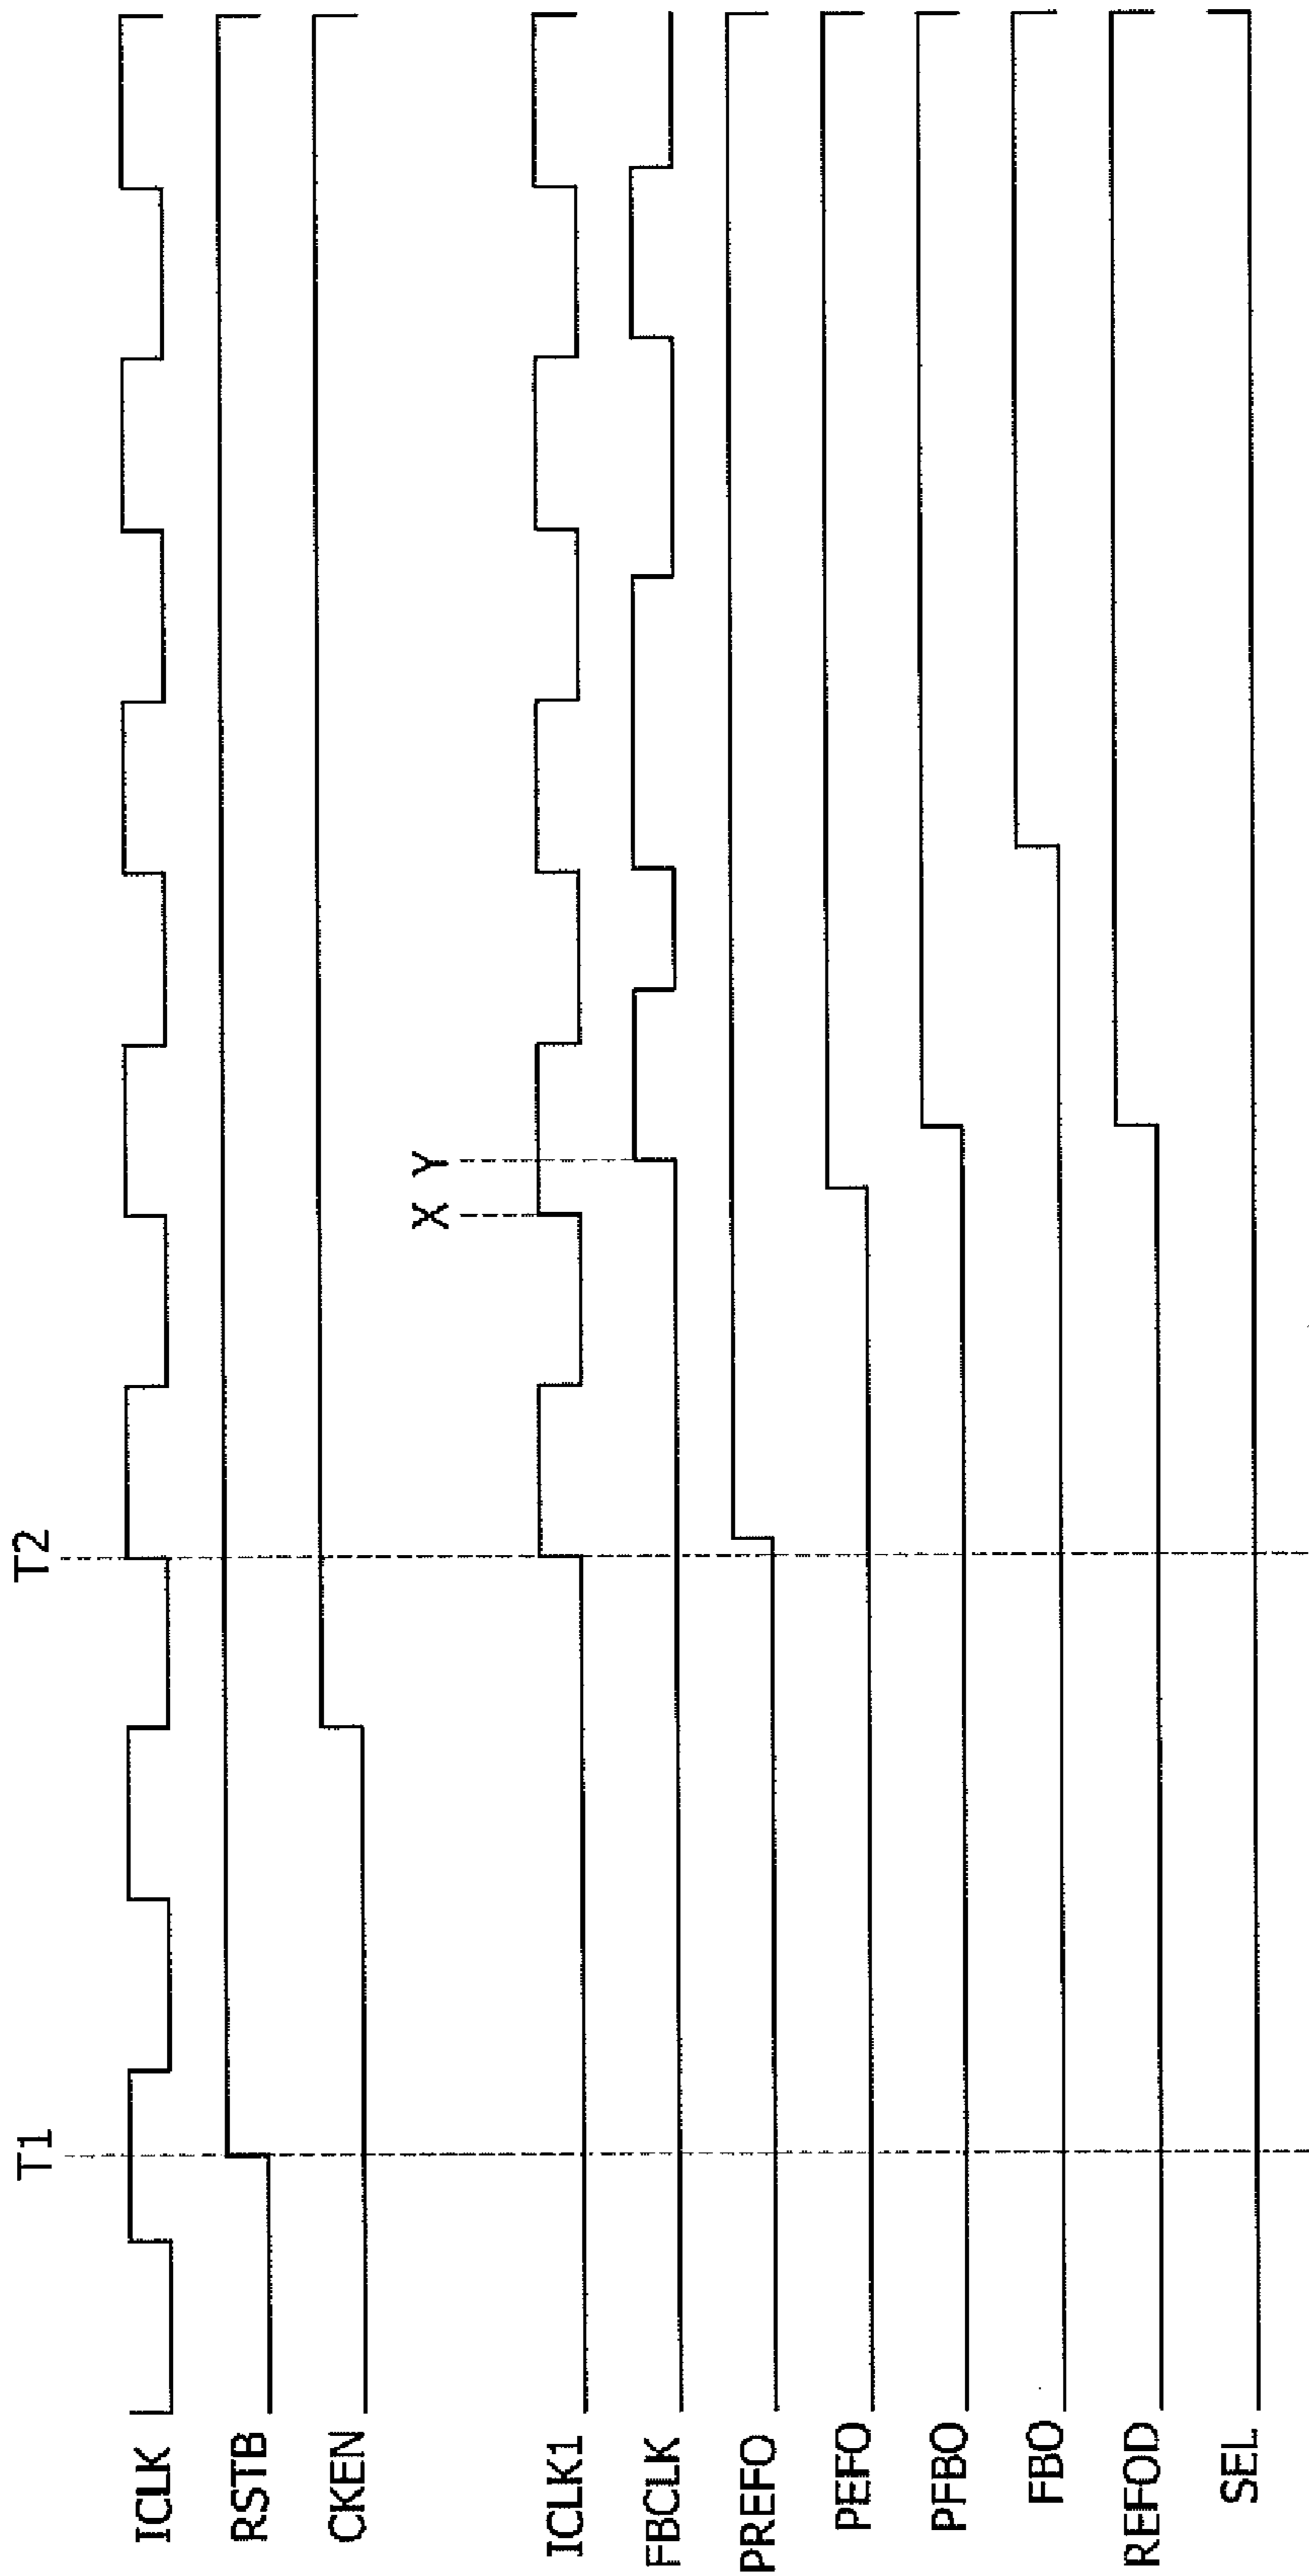 T1
T2
ICLK
RSTB
CKEN
X Y
ICLK1
FBCLK
PREFO
PEFO
PFBO
FBO
REFOD
SEL